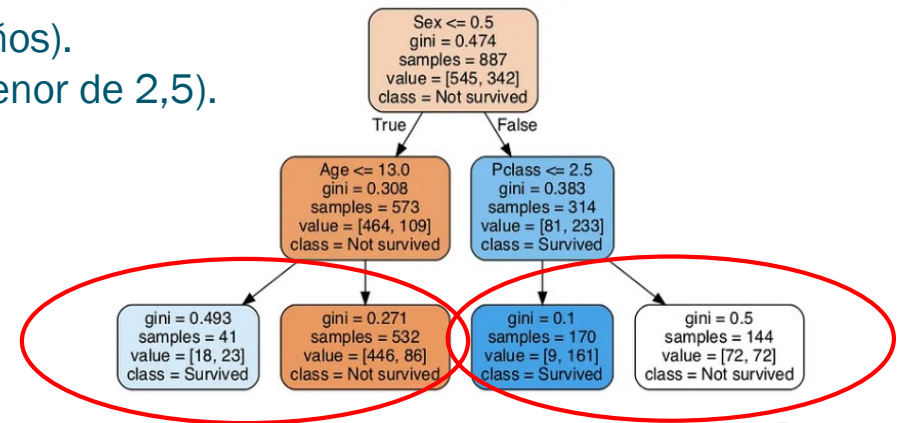 ños).
enor de 2,5).
Sex <= 0.5
gini = 0.474
samples = 887
value = [545, 342]
class = Not survived
True
False
Age <= 13.0
gini = 0.308
samples = 573
value = [464, 109]
class = Not survived
Pclass <= 2.5
gini = 0.383
samples = 314
value = [81, 233]
class = Survived
gini = 0.493
samples = 41
value = [18, 23]
class = Survived
gini = 0.271
samples = 532
value = [446, 86]
class = Not survived
gini = 0.1
samples = 170
value = [9, 161]
class = Survived
gini = 0.5
samples = 144
value = [72, 72]
class = Not survived